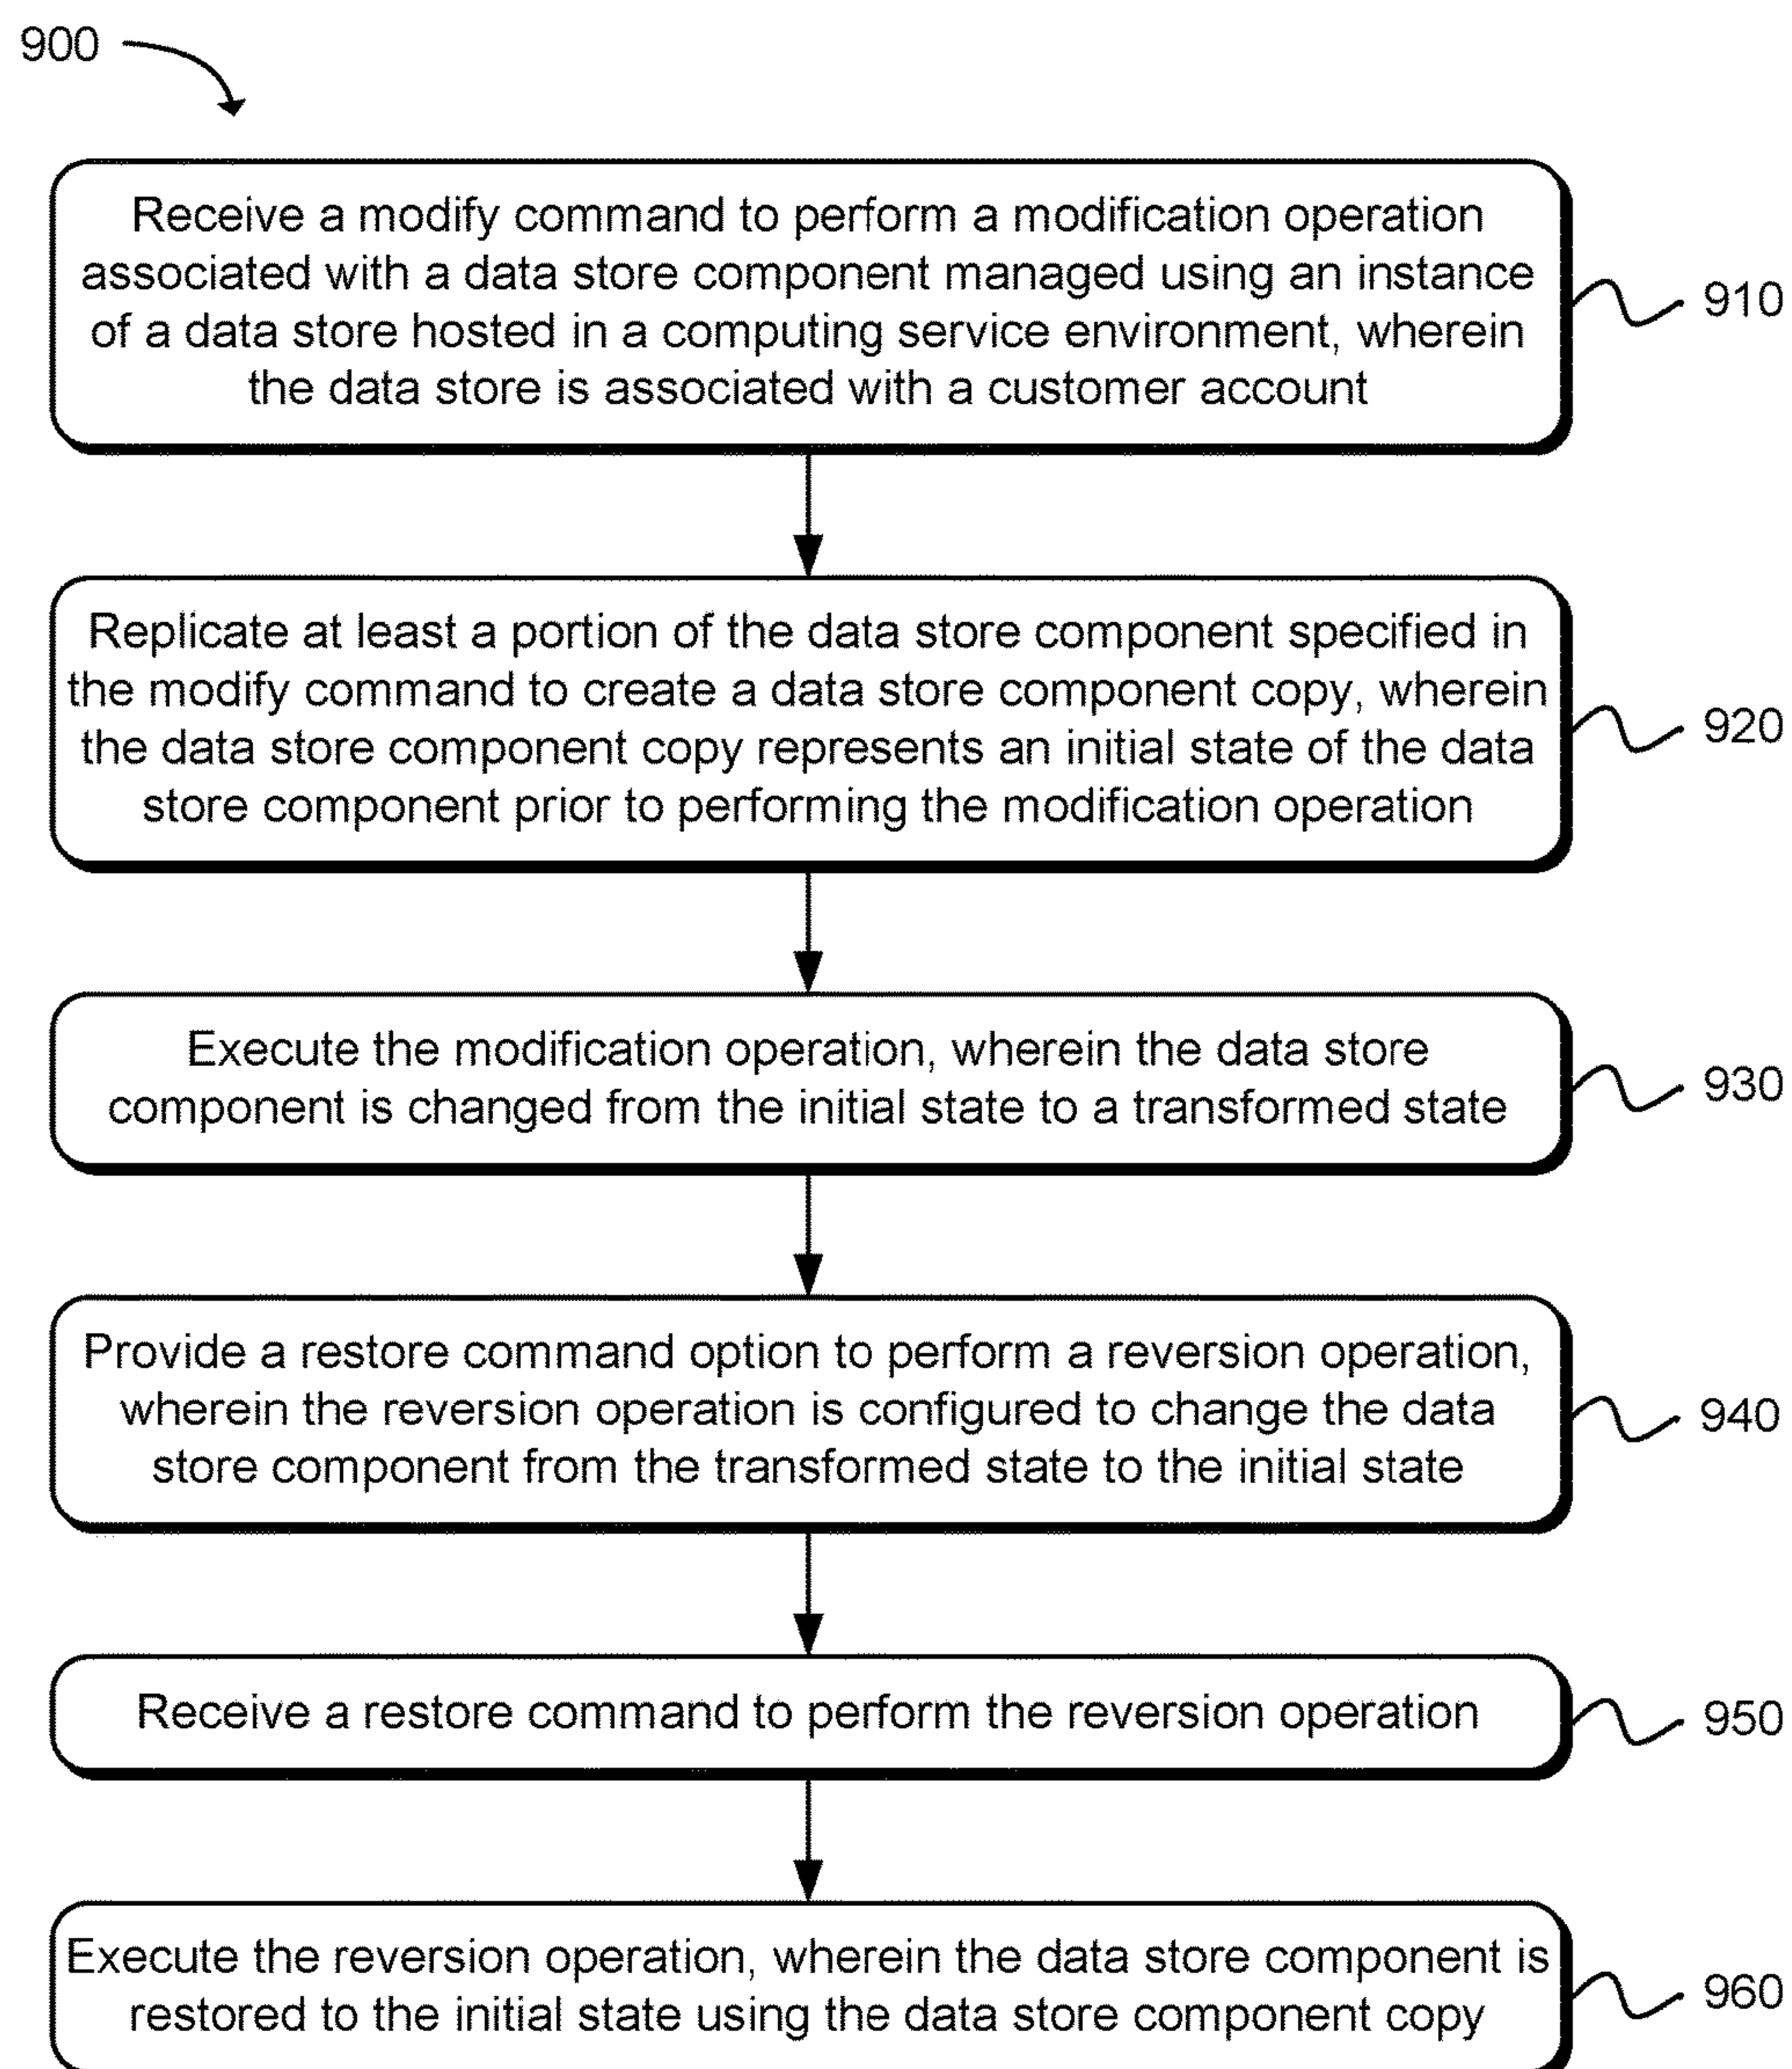 900
Receive a modify command to perform a modification operation
associated with a data store component managed using an instance
of a data store hosted in a computing service environment, wherein
the data store is associated with a customer account
910
Replicate at least a portion of the data store component specified in
the modify command to create a data store component copy, wherein
the data store component copy represents an initial state of the data
store component prior to performing the modification operation
920
Execute the modification operation, wherein the data store
component is changed from the initial state to a transformed state
930
Provide a restore command option to perform a reversion operation,
wherein the reversion operation is configured to change the data
store component from the transformed state to the initial state
940
Receive a restore command to perform the reversion operation
950
Execute the reversion operation, wherein the data store component is
restored to the initial state using the data store component copy
960